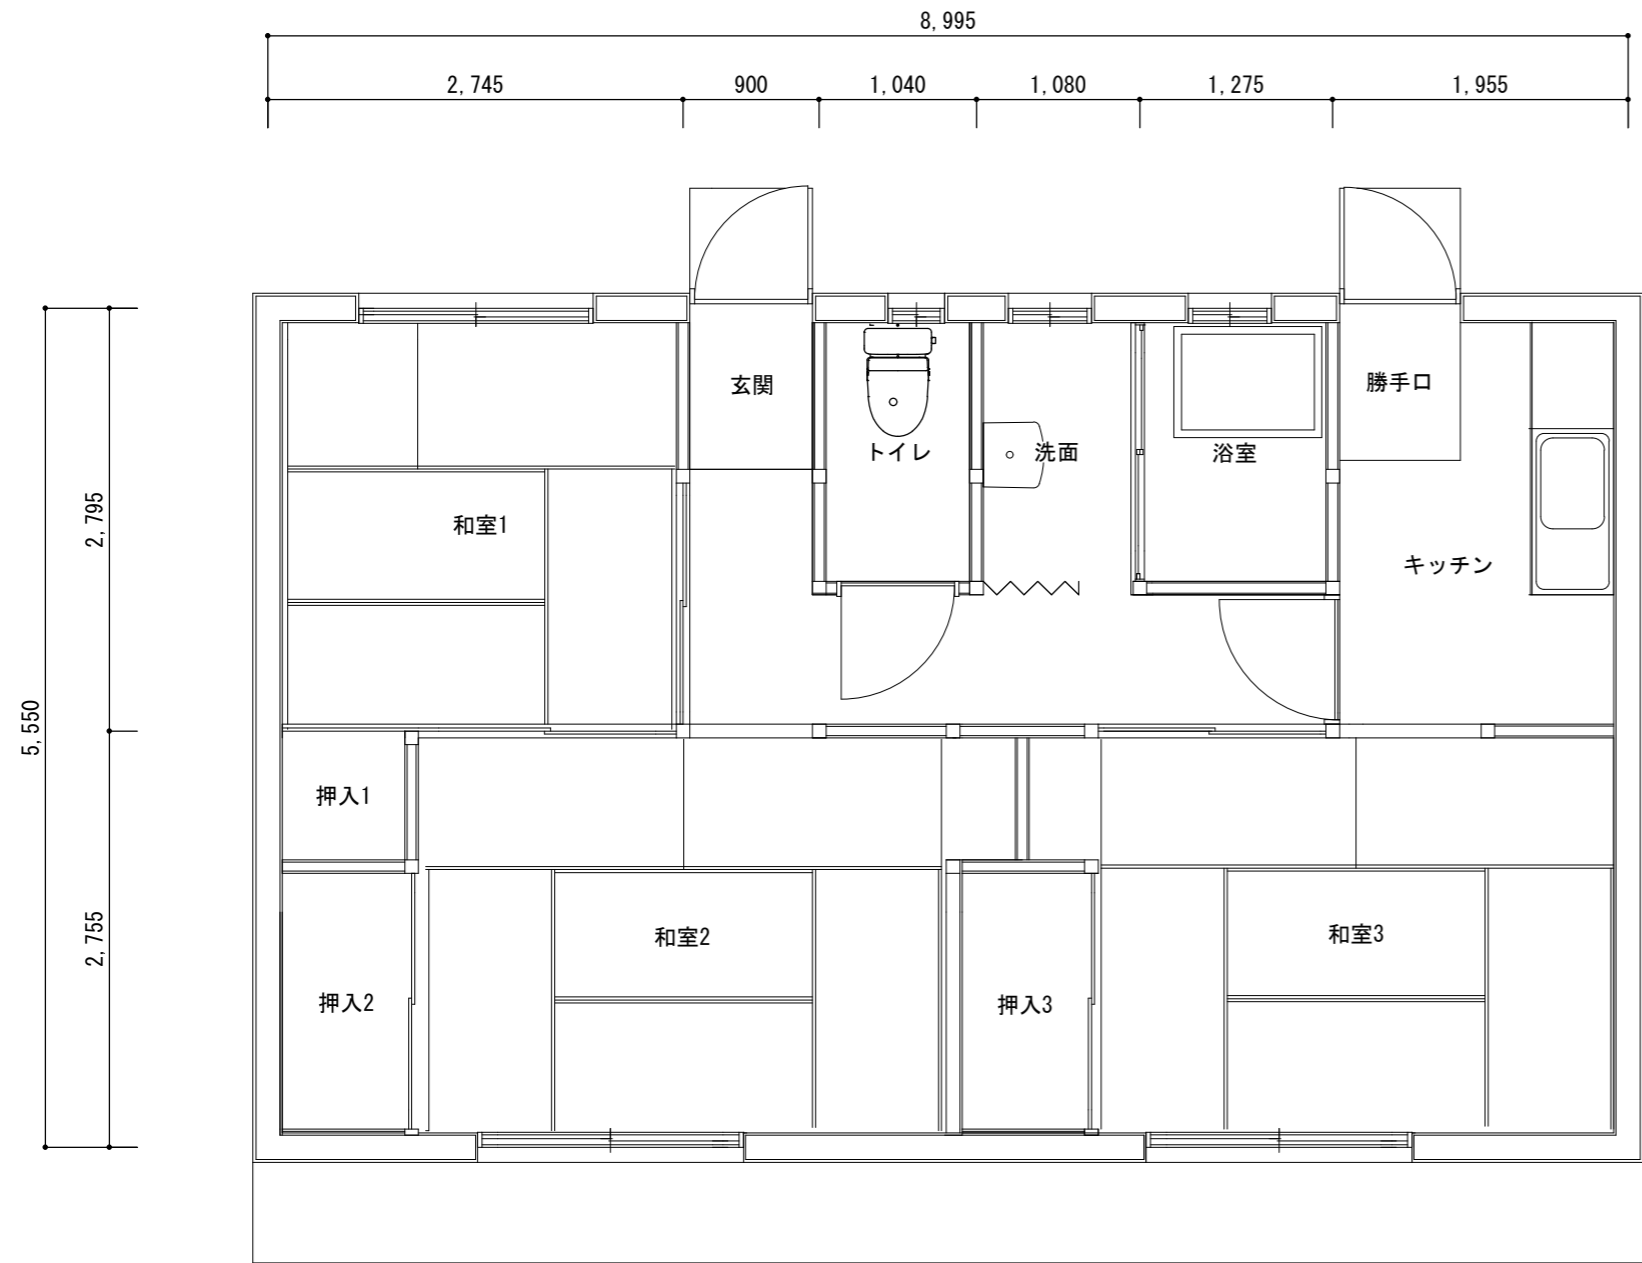 8,995
2,745
900
1,040
1,080
1,275
1,955
玄関
勝手口
トイレ
洗面
浴室
和室1
キッチン
2,795
5,550
押入1
2,755
和室2
和室3
押入2
押入3